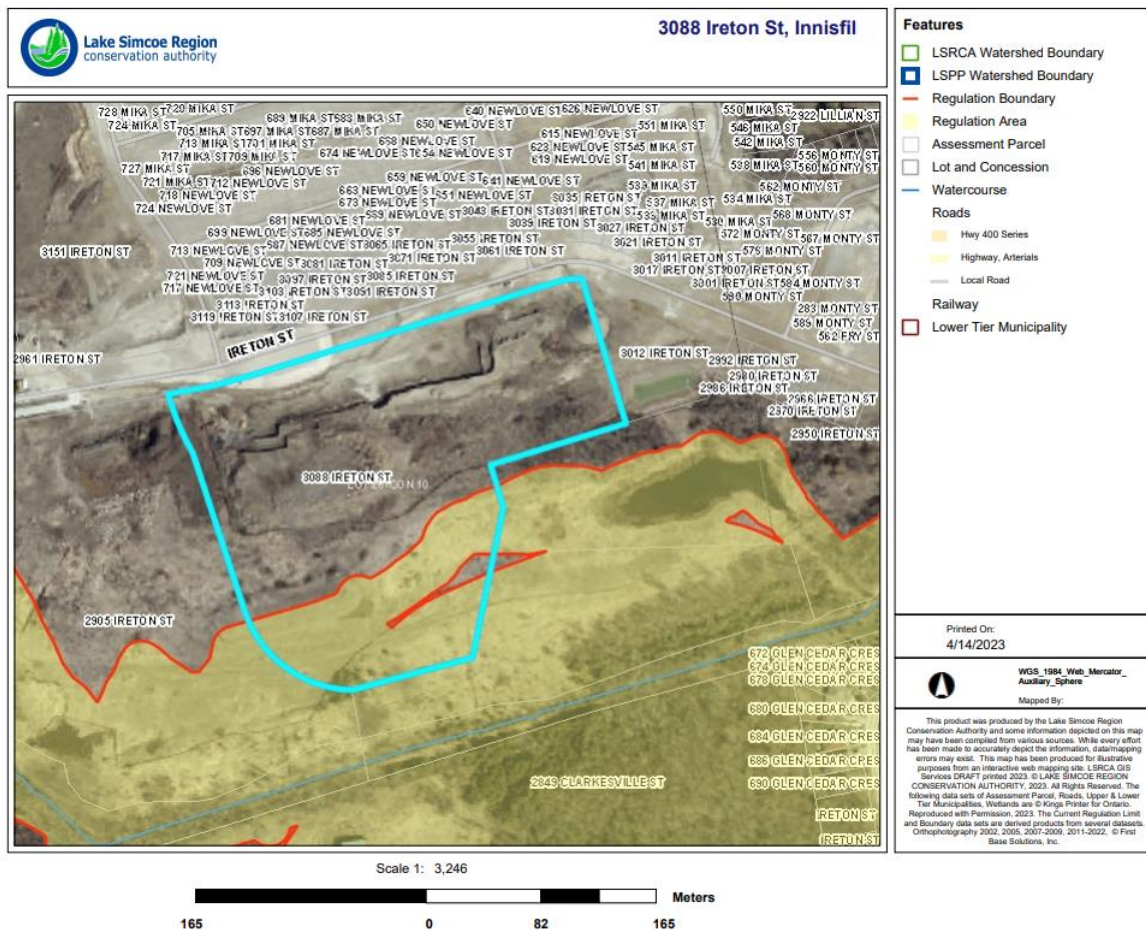 Lake Simcoe Region
conservation authority
3088 Ireton St, Innisfil
728 MIKA ST
729 MIKA ST
724 MIKA ST
705 MIKA ST
697 MIKA ST
689 MIKA ST
683 MIKA ST
687 MIKA ST
713 MIKA ST
701 MIKA ST
717 MIKA ST
709 MIKA ST
727 MIKA ST
721 MIKA ST
640 NEWLOVE ST
626 NEWLOVE ST
650 NEWLOVE ST
668 NEWLOVE ST
674 NEWLOVE ST
654 NEWLOVE ST
615 NEWLOVE ST
623 NEWLOVE ST
619 NEWLOVE ST
551 MIKA ST
545 MIKA ST
541 MIKA ST
550 MIKA ST
546 MIKA ST
542 MIKA ST
538 MIKA ST
2922 LILLIAN ST
556 MONTY ST
560 MONTY ST
562 MONTY ST
568 MONTY ST
572 MONTY ST
567 MONTY ST
575 MONTY ST
696 NEWLOVE ST
712 NEWLOVE ST
718 NEWLOVE ST
724 NEWLOVE ST
659 NEWLOVE ST
641 NEWLOVE ST
663 NEWLOVE ST
651 NEWLOVE ST
673 NEWLOVE ST
681 NEWLOVE ST
699 NEWLOVE ST
685 NEWLOVE ST
713 NEWLOVE ST
709 NEWLOVE ST
721 NEWLOVE ST
717 NEWLOVE ST
537 MIKA ST
534 MIKA ST
530 MIKA ST
3043 IRETON ST
3031 IRETON ST
3039 IRETON ST
3027 IRETON ST
3021 IRETON ST
3055 IRETON ST
3065 IRETON ST
3061 IRETON ST
3071 IRETON ST
3081 IRETON ST
3085 IRETON ST
3097 IRETON ST
3103 IRETON ST
3091 IRETON ST
3113 IRETON ST
3119 IRETON ST
3107 IRETON ST
3011 IRETON ST
3017 IRETON ST
3007 IRETON ST
3001 IRETON ST
584 MONTY ST
590 MONTY ST
283 MONTY ST
585 MONTY ST
562 FRY ST
3151 IRETON ST
2961 IRETON ST
IRETON ST
3012 IRETON ST
2992 IRETON ST
2980 IRETON ST
2986 IRETON ST
2966 IRETON ST
2970 IRETON ST
2950 IRETON ST
3088 IRETON ST
2905 IRETON ST
672 GLEN CEDAR CRES
674 GLEN CEDAR CRES
678 GLEN CEDAR CRES
680 GLEN CEDAR CRES
684 GLEN CEDAR CRES
686 GLEN CEDAR CRES
690 GLEN CEDAR CRES
2849 CLARKESVILLE ST
IRETON ST
IRETON ST
Scale 1: 3,246
Meters
165 0 82 165
Features
LSRCA Watershed Boundary
LSPP Watershed Boundary
Regulation Boundary
Regulation Area
Assessment Parcel
Lot and Concession
Watercourse
Roads
Hwy 400 Series
Highway, Arterials
Local Road
Railway
Lower Tier Municipality
Printed On:
4/14/2023
WGS_1984_Web_Mercator_
Auxiliary_Sphere
Mapped By:
This product was produced by the Lake Simcoe Region
Conservation Authority and some information depicted on this map
may have been compiled from various sources. While every effort
has been made to accurately depict the information, data/mapping
errors may exist. This map has been produced for illustrative
purposes from an interactive web mapping site. LSRCA GIS
Services DRAFT printed 2023. © LAKE SIMCOE REGION
CONSERVATION AUTHORITY, 2023. All Rights Reserved. The
following data sets of Assessment Parcel, Roads, Upper & Lower
Tier Municipalities, Wetlands are © Kings Printer for Ontario.
Reproduced with Permission, 2023. The Current Regulation Limit
and Boundary data sets are derived products from several datasets.
Orthophotography 2002, 2005, 2007-2009, 2011-2022, © First
Base Solutions, Inc.